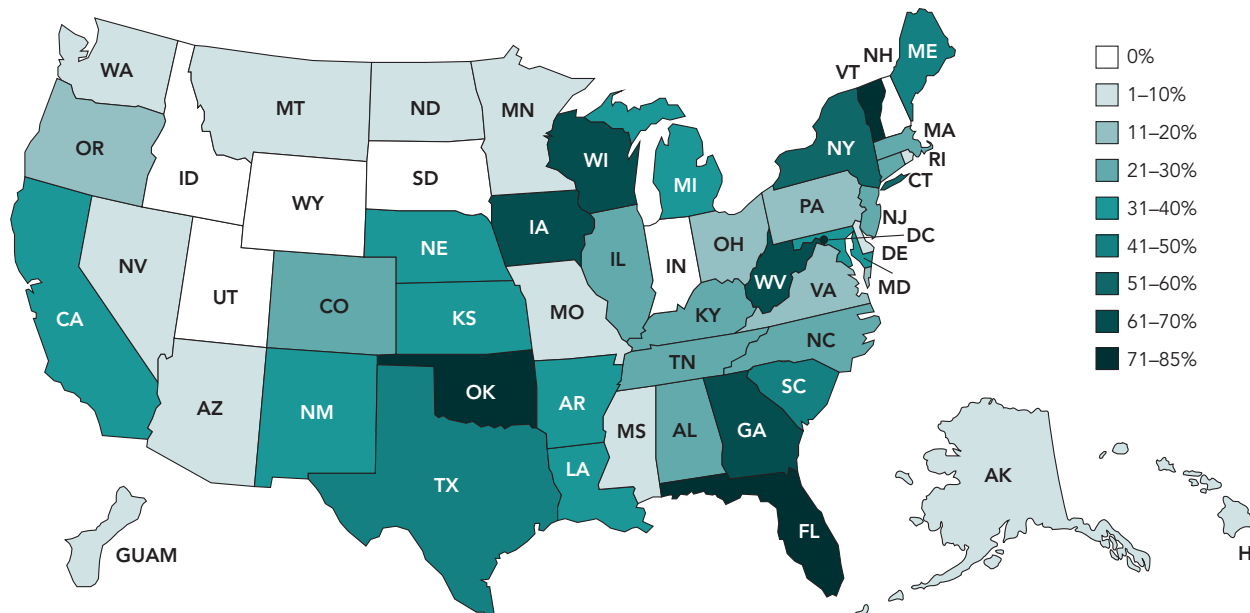 WA
MT
ND
MN
OR
ID
WY
SD
WI
MI
VT
NH
ME
NY
MA
RI
CT
NV
UT
CO
NE
IA
IL
IN
OH
PA
NJ
DC
DE
MD
CA
KS
MO
KY
WV
VA
AZ
NM
OK
AR
TN
NC
SC
TX
LA
MS
AL
GA
FL
GUAM
AK
H
0%
1–10%
11–20%
21–30%
31–40%
41–50%
51–60%
61–70%
71–85%